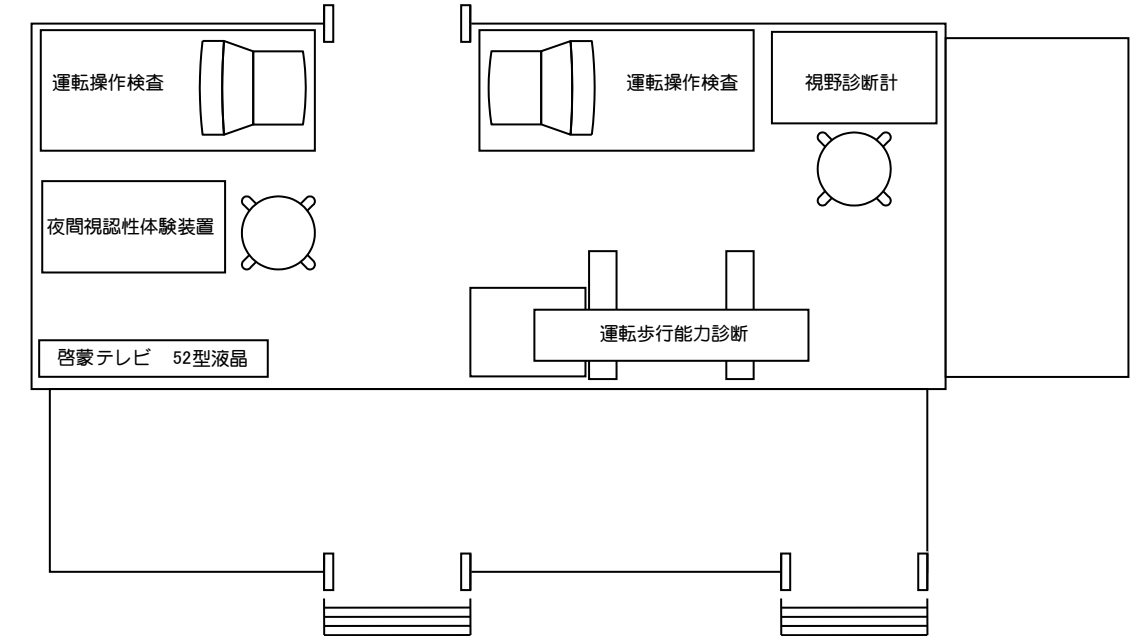 運転操作検査
運転操作検査
視野診断計
夜間視認性体験装置
運転歩行能力診断
啓蒙テレビ　52型液晶